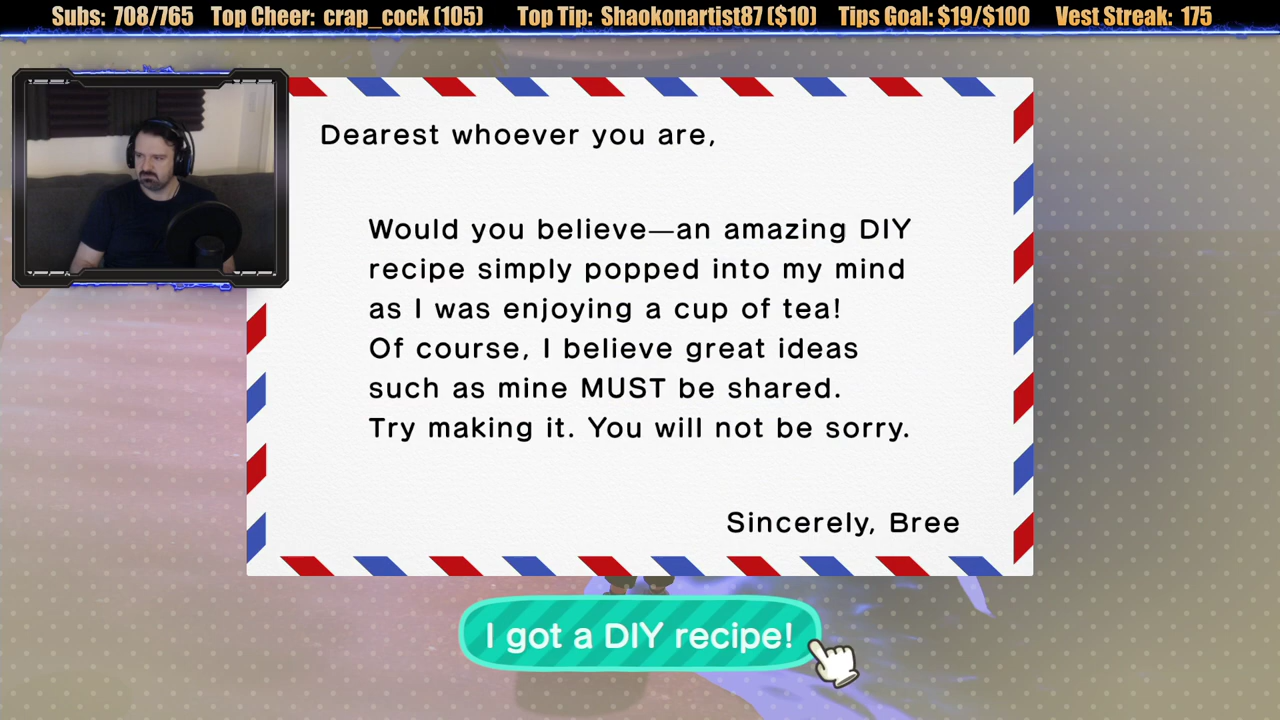 Subs: 708/765 Top Cheer: crap_cock (105) Top Tip: Shaokonartist87 ($10) Tips Goal: $19/$100 Vest Streak: 175
Dearest whoever you are,
Would you believe—an amazing DIY
recipe simply popped into my mind
as I was enjoying a cup of tea!
Of course, I believe great ideas
such as mine MUST be shared.
Try making it. You will not be sorry.
Sincerely, Bree
I got a DIY recipe!